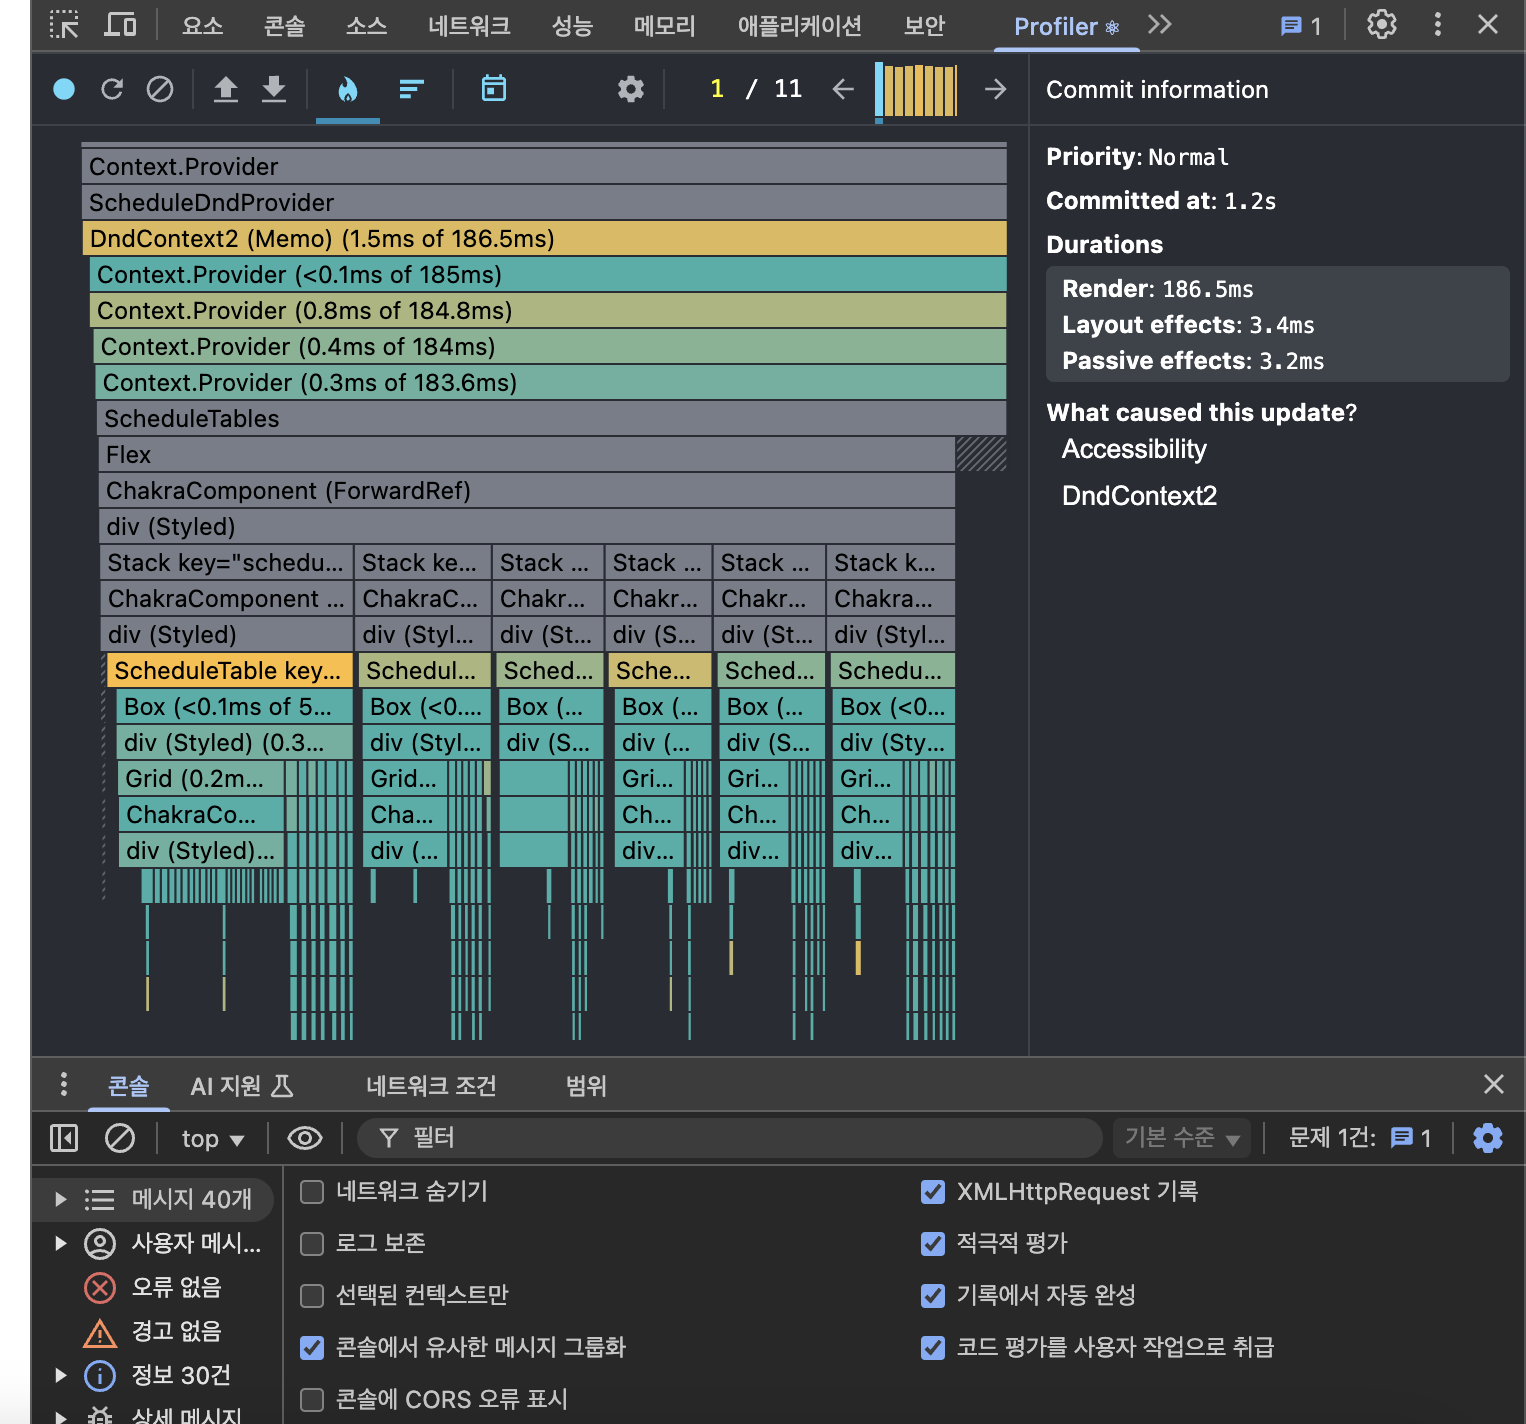 요소 콘솔 소스 네트워크 성능 메모리 애플리케이션 보안 Profiler ⚛ 1
1 / 11
Commit information
Context.Provider
ScheduleDndProvider
DndContext2 (Memo) (1.5ms of 186.5ms)
Context.Provider (<0.1ms of 185ms)
Context.Provider (0.8ms of 184.8ms)
Context.Provider (0.4ms of 184ms)
Context.Provider (0.3ms of 183.6ms)
ScheduleTables
Flex
ChakraComponent (ForwardRef)
div (Styled)
Stack key="schedu... Stack ke... Stack ... Stack ... Stack ... Stack k...
ChakraComponent ... ChakraC... Chakr... Chakr... Chakr... Chakra...
div (Styled) div (Styl... div (St... div (S... div (St... div (Styl...
ScheduleTable key... Schedul... Sched... Sche... Sched... Schedu...
Box (<0.1ms of 5... Box (<0.... Box (... Box (... Box (... Box (<0...
div (Styled) (0.3... div (Styl... div (S... div (... div (S... div (Sty...
Grid (0.2m... Grid... Gri... Gri... Gri...
ChakraCo... Cha... Ch... Ch... Ch...
div (Styled)... div (... div... div... div...
Priority: Normal
Committed at: 1.2s
Durations
Render: 186.5ms
Layout effects: 3.4ms
Passive effects: 3.2ms
What caused this update?
Accessibility
DndContext2
콘솔 AI 지원 네트워크 조건 범위
top 필터 기본 수준 문제 1건: 1
메시지 40개
사용자 메시...
오류 없음
경고 없음
정보 30건
상세 메시지
네트워크 숨기기
로그 보존
선택된 컨텍스트만
콘솔에서 유사한 메시지 그룹화
콘솔에 CORS 오류 표시
XMLHttpRequest 기록
적극적 평가
기록에서 자동 완성
코드 평가를 사용자 작업으로 취급